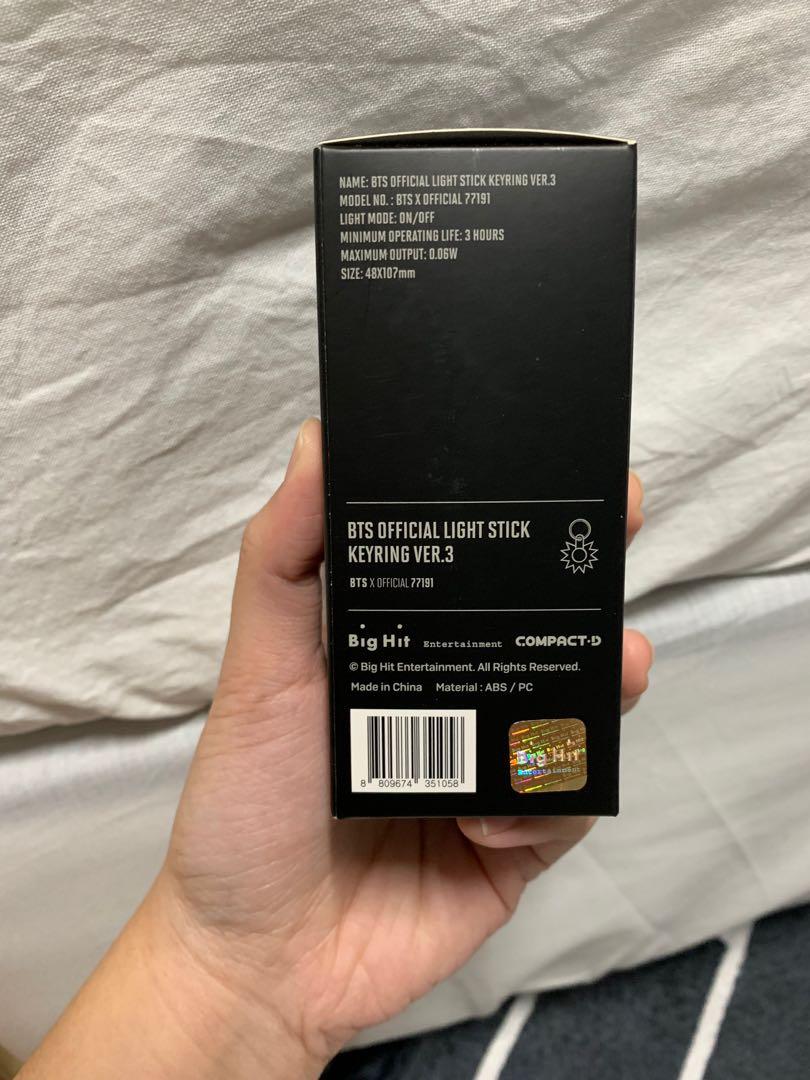 NAME: BTS OFFICIAL LIGHT STICK KEYRING VER.3
MODEL NO. : BTS X OFFICIAL 77191
LIGHT MODE: ON/OFF
MINIMUM OPERATING LIFE: 3 HOURS
MAXIMUM OUTPUT: 0.06W
SIZE: 48X107mm
BTS OFFICIAL LIGHT STICK
KEYRING VER.3
BTS X OFFICIAL 77191
Big Hit Entertainment COMPACT·D
© Big Hit Entertainment. All Rights Reserved.
Made in China Material : ABS / PC
8 809674 351058
Big Hit
Entertainment